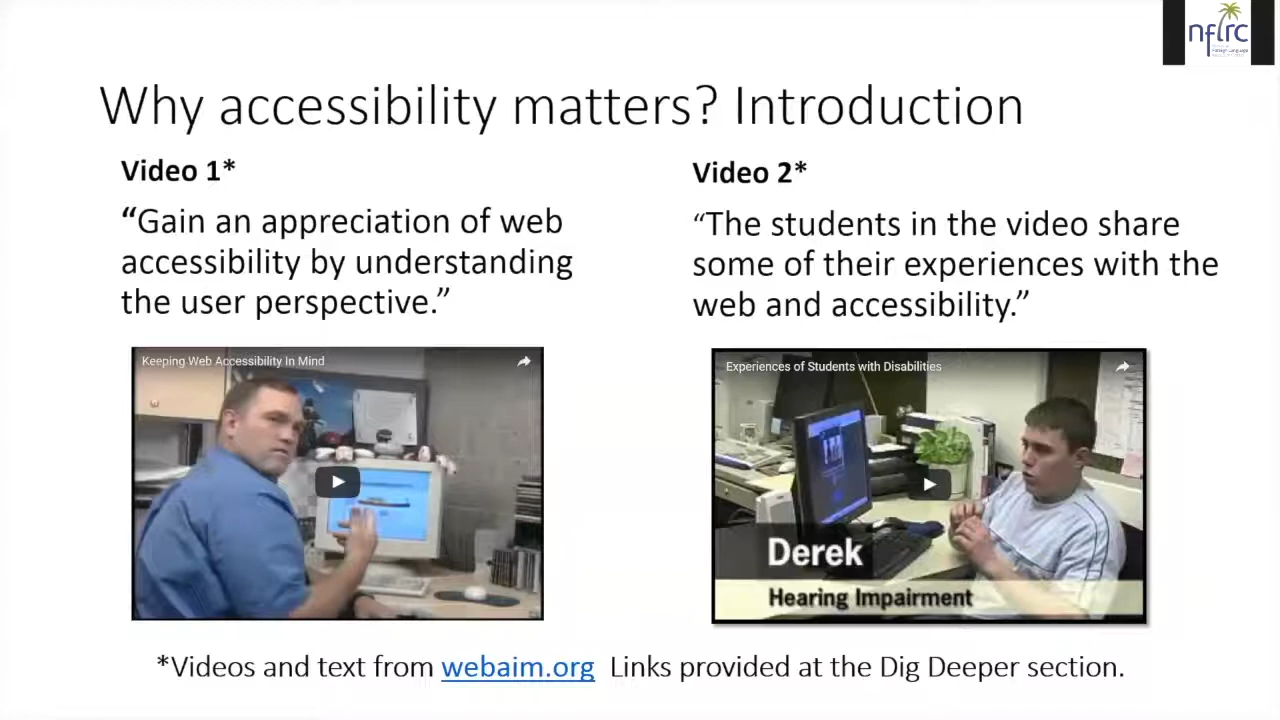 nflrc
Why accessibility matters? Introduction
Video 1*
“Gain an appreciation of web
accessibility by understanding
the user perspective.”
Keeping Web Accessibility In Mind
Video 2*
“The students in the video share
some of their experiences with the
web and accessibility.”
Experiences of Students with Disabilities
Derek
Hearing Impairment
*Videos and text from webaim.org Links provided at the Dig Deeper section.